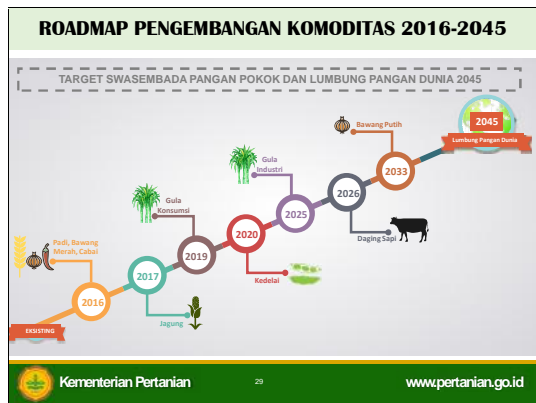 ROADMAP PENGEMBANGAN KOMODITAS 2016-2045
TARGET SWASEMBADA PANGAN POKOK DAN LUMBUNG PANGAN DUNIA 2045
EKSISTING
Padi, Bawang
Merah, Cabai
2016
2017
Jagung
Gula
Konsumsi
2019
2020
Kedelai
Gula
Industri
2025
2026
Daging Sapi
Bawang Putih
2033
2045
Lumbung Pangan Dunia
Kementerian Pertanian
29
www.pertanian.go.id